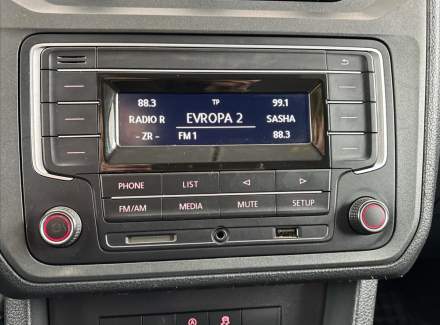 88.3 TP 99.1
RADIO R EVROPA 2 SASHA
- ZR - FM 1 88.3
PHONE LIST
FM/AM MEDIA MUTE SETUP